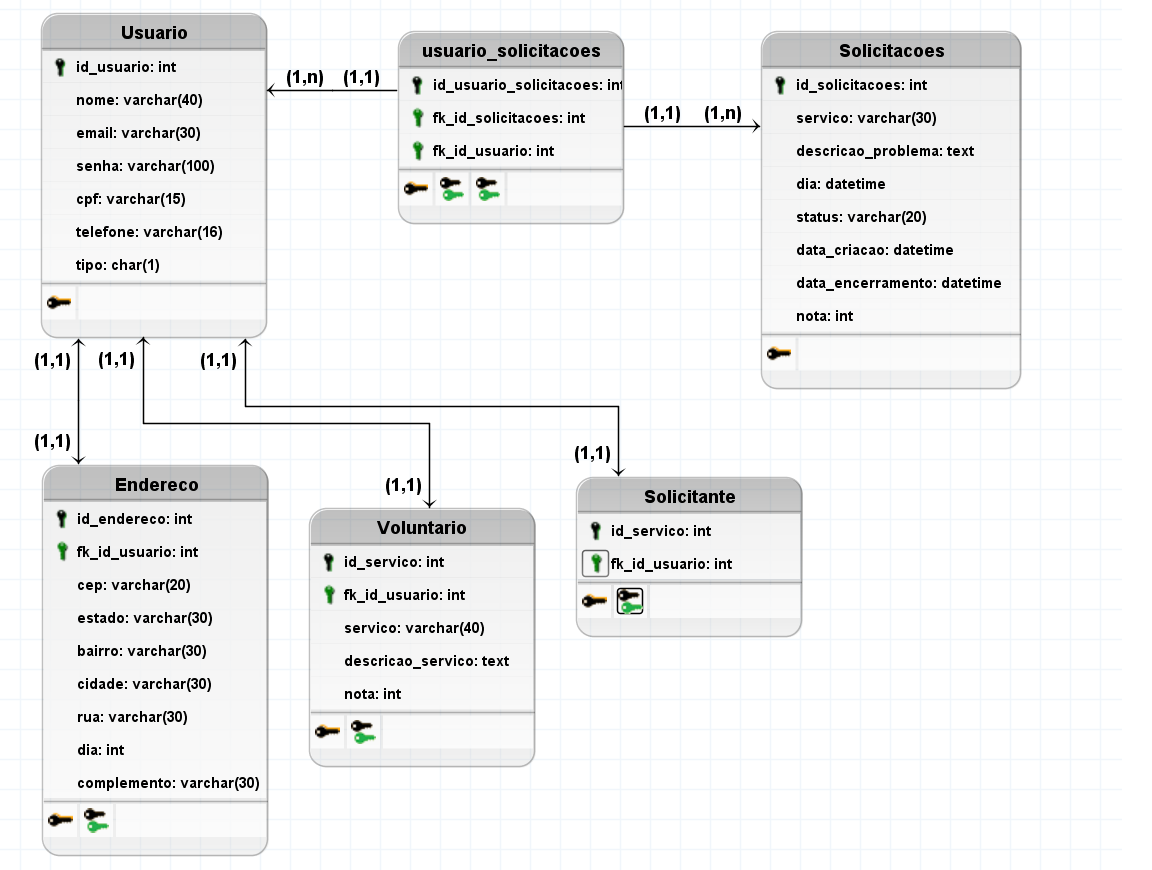 Usuario
id_usuario: int
nome: varchar(40)
email: varchar(30)
senha: varchar(100)
cpf: varchar(15)
telefone: varchar(16)
tipo: char(1)
(1,n) (1,1)
usuario_solicitacoes
id_usuario_solicitacoes: int
fk_id_solicitacoes: int
fk_id_usuario: int
(1,1) (1,n)
Solicitacoes
id_solicitacoes: int
servico: varchar(30)
descricao_problema: text
dia: datetime
status: varchar(20)
data_criacao: datetime
data_encerramento: datetime
nota: int
(1,1) (1,1) (1,1)
(1,1)
Endereco
id_endereco: int
fk_id_usuario: int
cep: varchar(20)
estado: varchar(30)
bairro: varchar(30)
cidade: varchar(30)
rua: varchar(30)
dia: int
complemento: varchar(30)
(1,1)
Voluntario
id_servico: int
fk_id_usuario: int
servico: varchar(40)
descricao_servico: text
nota: int
(1,1)
Solicitante
id_servico: int
fk_id_usuario: int